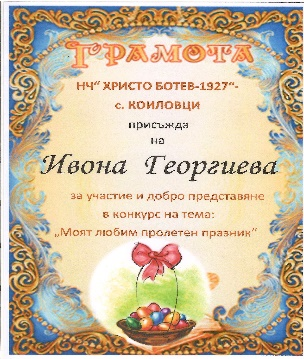 ГРАМОТА
НЧ" ХРИСТО БОТЕВ-1927"-
с. КОИЛОВЦИ
присъжда
на
Ивона Георгиева
за участие и добро представяне
в конкурс на тема:
„Моят любим пролетен празник"